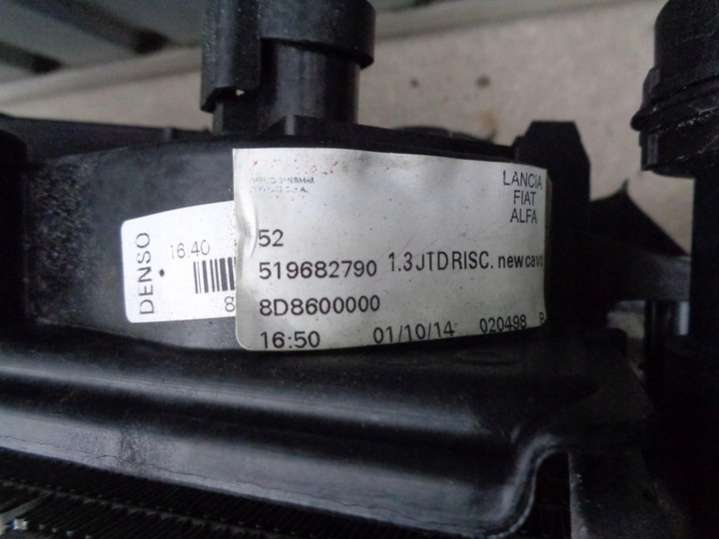 LANCIA
FIAT
ALFA
DENSO
16:40
52
519682790 1.3 JTD RISC. new cavo
8D8600000
8
16:50 01/10/14 020498